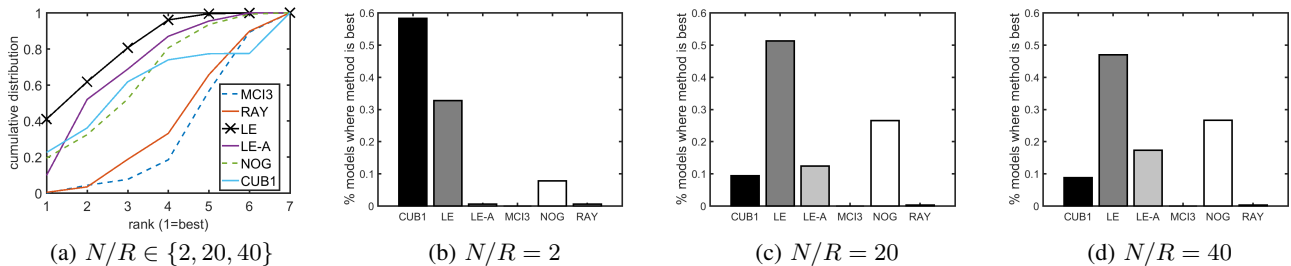 cumulative distribution
1
0.8
0.6
0.4
0.2
0
MCI3
RAY
LE
LE-A
NOG
CUB1
1 2 3 4 5 6 7
rank (1=best)
(a) N/R ∈ {2, 20, 40}
% models where method is best
0.6
0.5
0.4
0.3
0.2
0.1
0
CUB1 LE LE-A MCI3 NOG RAY
(b) N/R = 2
% models where method is best
0.6
0.5
0.4
0.3
0.2
0.1
0
CUB1 LE LE-A MCI3 NOG RAY
(c) N/R = 20
% models where method is best
0.6
0.5
0.4
0.3
0.2
0.1
0
CUB1 LE LE-A MCI3 NOG RAY
(d) N/R = 40